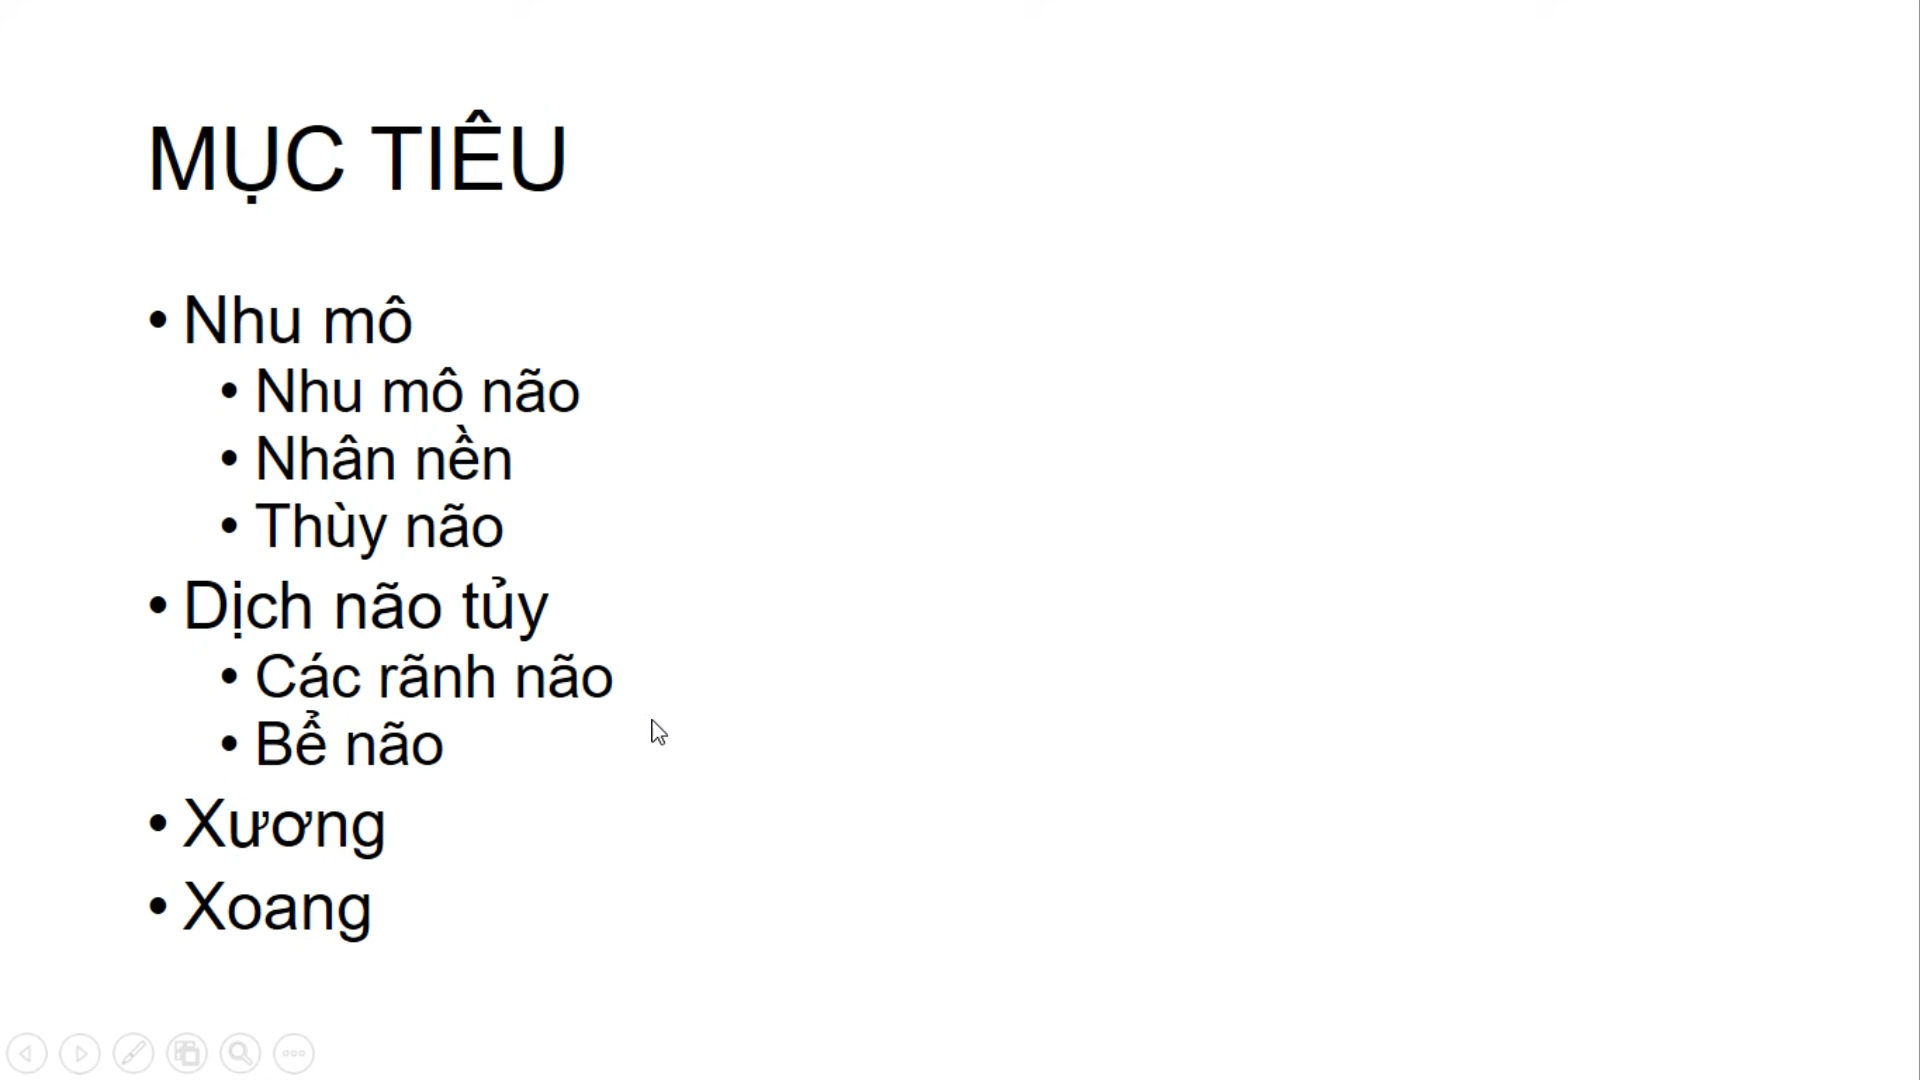 MỤC TIÊU
• Nhu mô
• Nhu mô não
• Nhân nền
• Thùy não
• Dịch não tủy
• Các rãnh não
• Bể não
• Xương
• Xoang